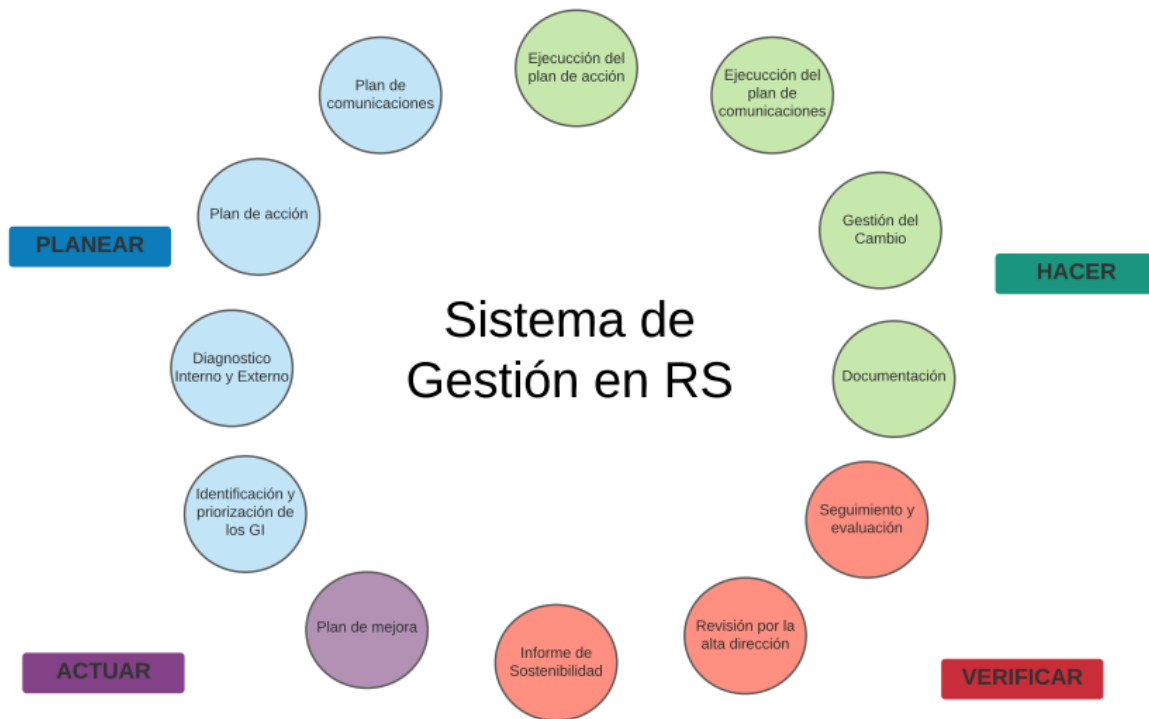 Ejecucción del
plan de acción
Ejecucción del
plan de
comunicaciones
Plan de
comunicaciones
Plan de acción
Gestión del
Cambio
PLANEAR
HACER
Sistema de
Gestión en RS
Diagnostico
Interno y Externo
Documentación
Identificación y
priorización de
los GI
Seguimiento y
evaluación
Plan de mejora
Revisión por la
alta dirección
Informe de
Sostenibilidad
ACTUAR
VERIFICAR